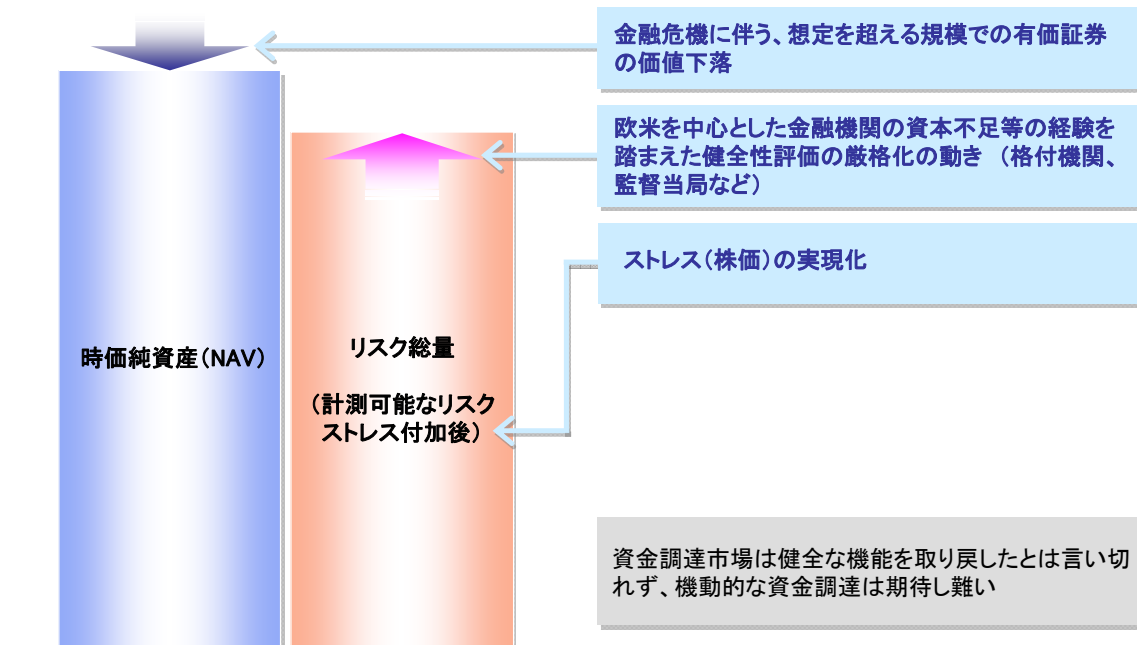 金融危機に伴う、想定を超える規模での有価証券
の価値下落
欧米を中心とした金融機関の資本不足等の経験を
踏まえた健全性評価の厳格化の動き （格付機関、
監督当局など）
ストレス（株価）の実現化
時価純資産（NAV）
リスク総量
（計測可能なリスク
ストレス付加後）
資金調達市場は健全な機能を取り戻したとは言い切
れず、機動的な資金調達は期待し難い